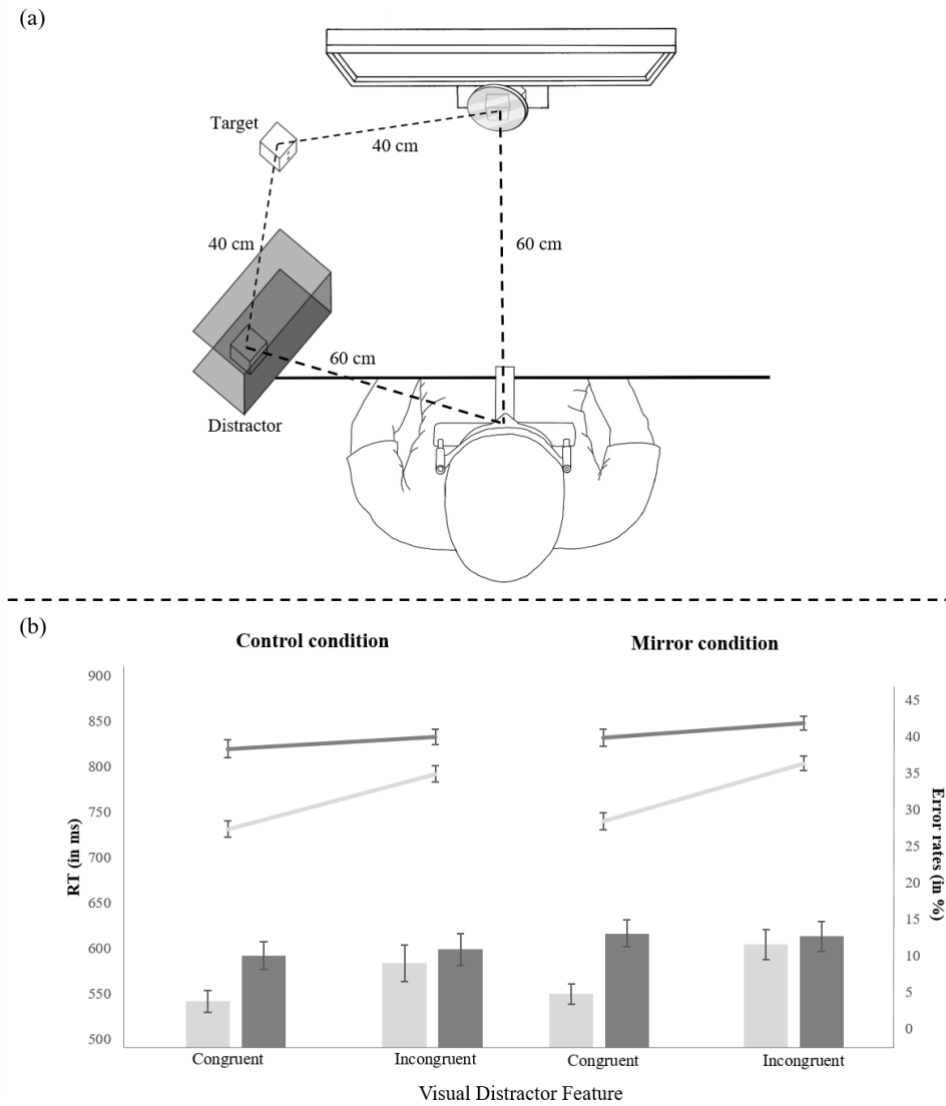 (a)
Target
40 cm
40 cm
60 cm
60 cm
Distractor
(b)
Control condition
Mirror condition
900
850
800
750
700
650
600
550
500
RT (in ms)
45
40
35
30
25
20
15
10
5
0
Error rates (in %)
Congruent
Incongruent
Congruent
Incongruent
Visual Distractor Feature